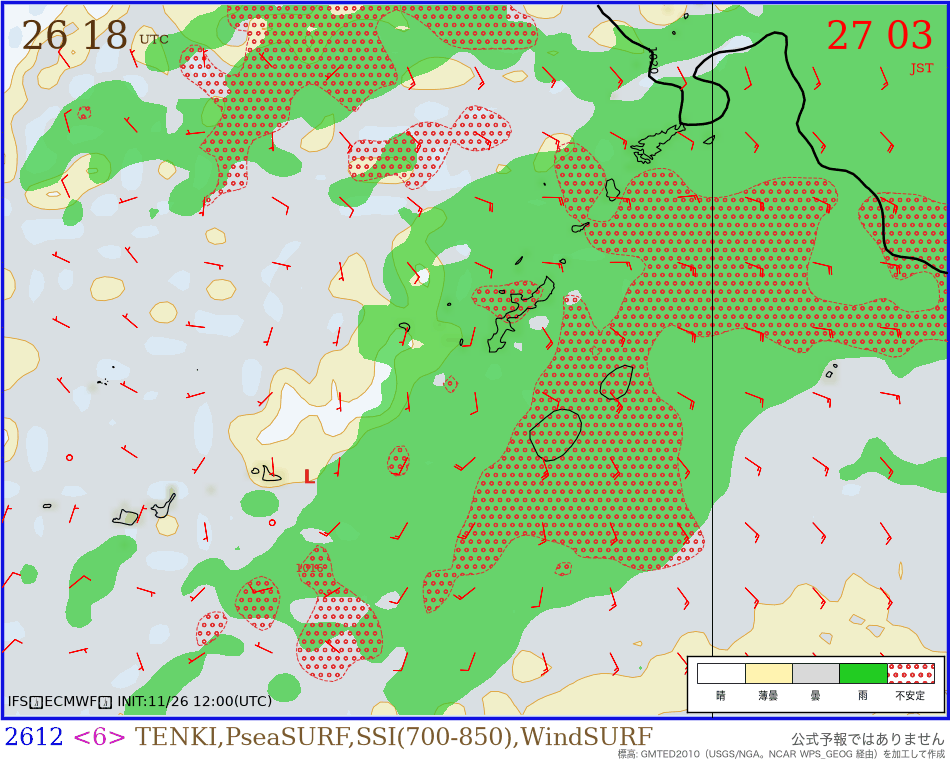 26 18 UTC
27 03
JST
1020
L
1016
IFS[]ECMWF[] INIT:11/26 12:00(UTC)
晴 薄曇 曇 雨 不安定
2612 <6> TENKI,PseaSURF,SSI(700-850),WindSURF
公式予報ではありません
標高: GMTED2010（USGS/NGA。NCAR WPS_GEOG 経由）を加工して作成